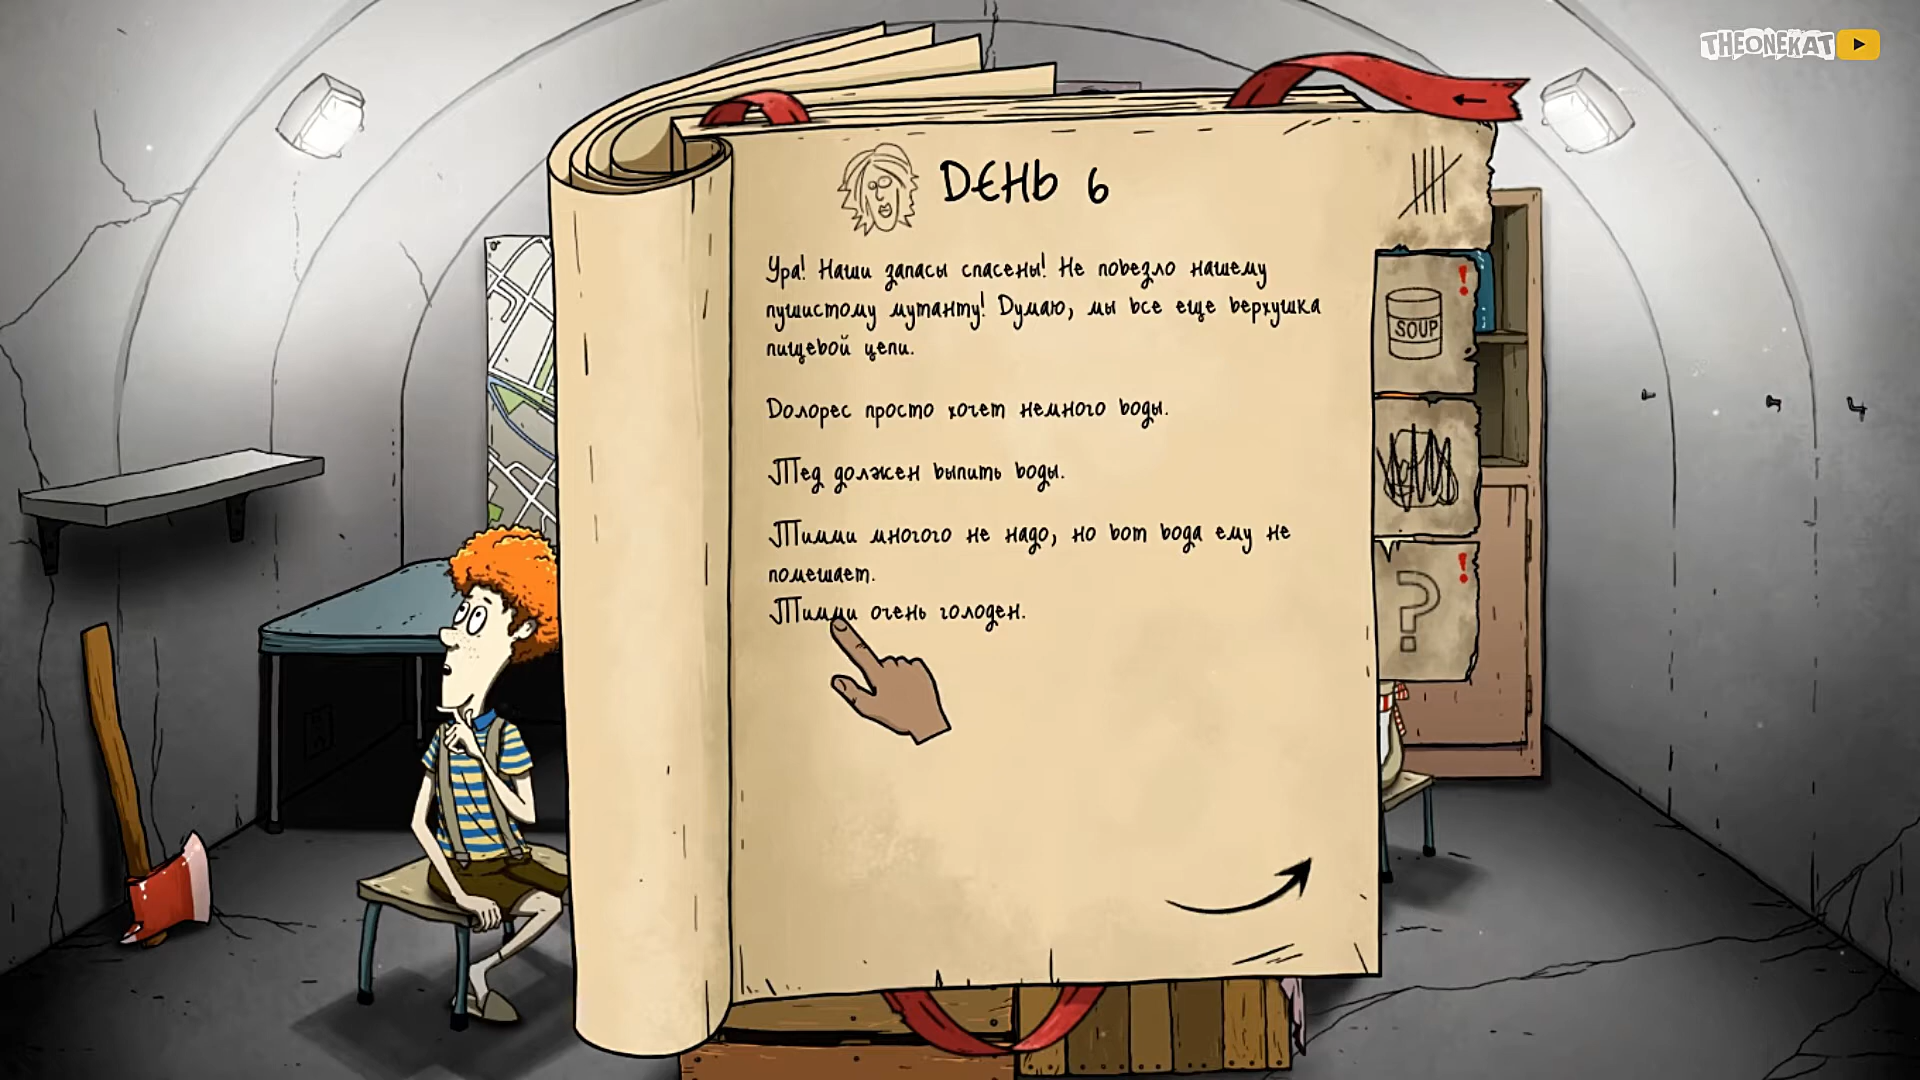 THEONEKAT
ДЕНЬ 6
Ура! Наши запасы спасены! Не повезло нашему
пушистому мутанту! Думаю, мы все еще верхушка
пищевой цепи.
Долорес просто хочет немного воды.
Тед должен выпить воды.
Тимми многого не надо, но вот вода ему не
помешает.
Тимми очень голоден.
!
SOUP
!
?